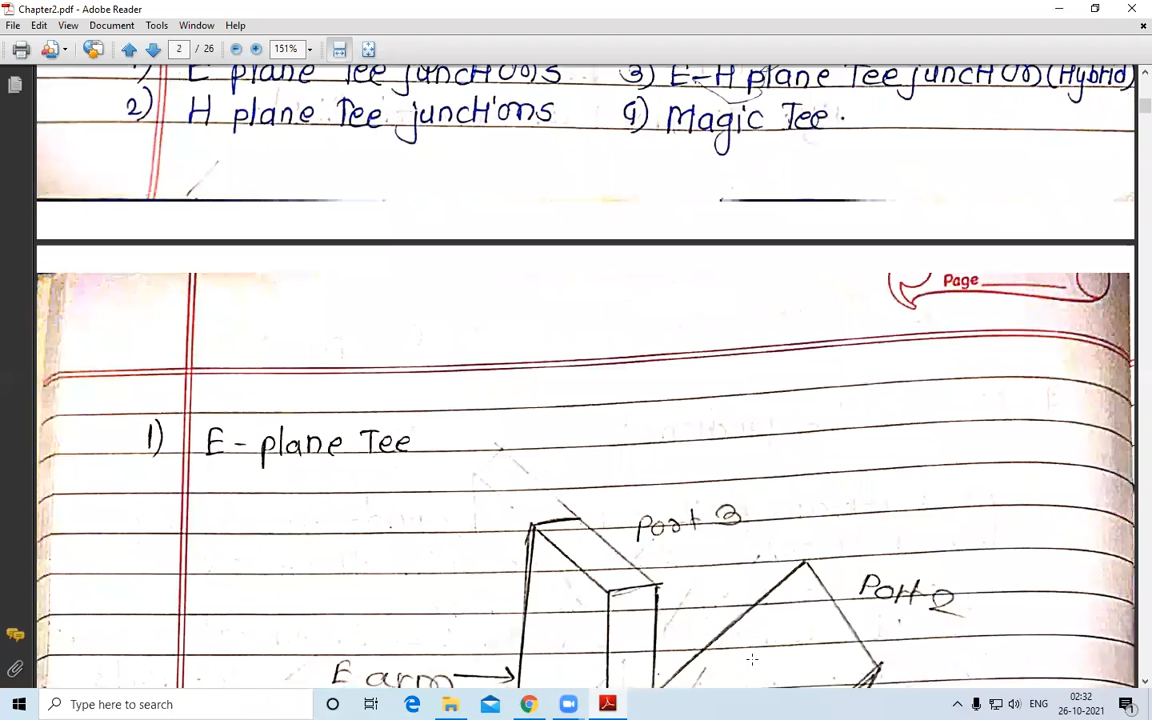 Chapter2.pdf - Adobe Reader
File Edit View Document Tools Window Help
2 / 26 151%
1) E plane Tee junctions 3) E-H plane Tee junction (Hybrid)
2) H plane Tee junctions 4) Magic Tee.
Page
1) E - plane Tee
Port 3
Port 2
E arm
Type here to search
ENG
02:32
26-10-2021
1